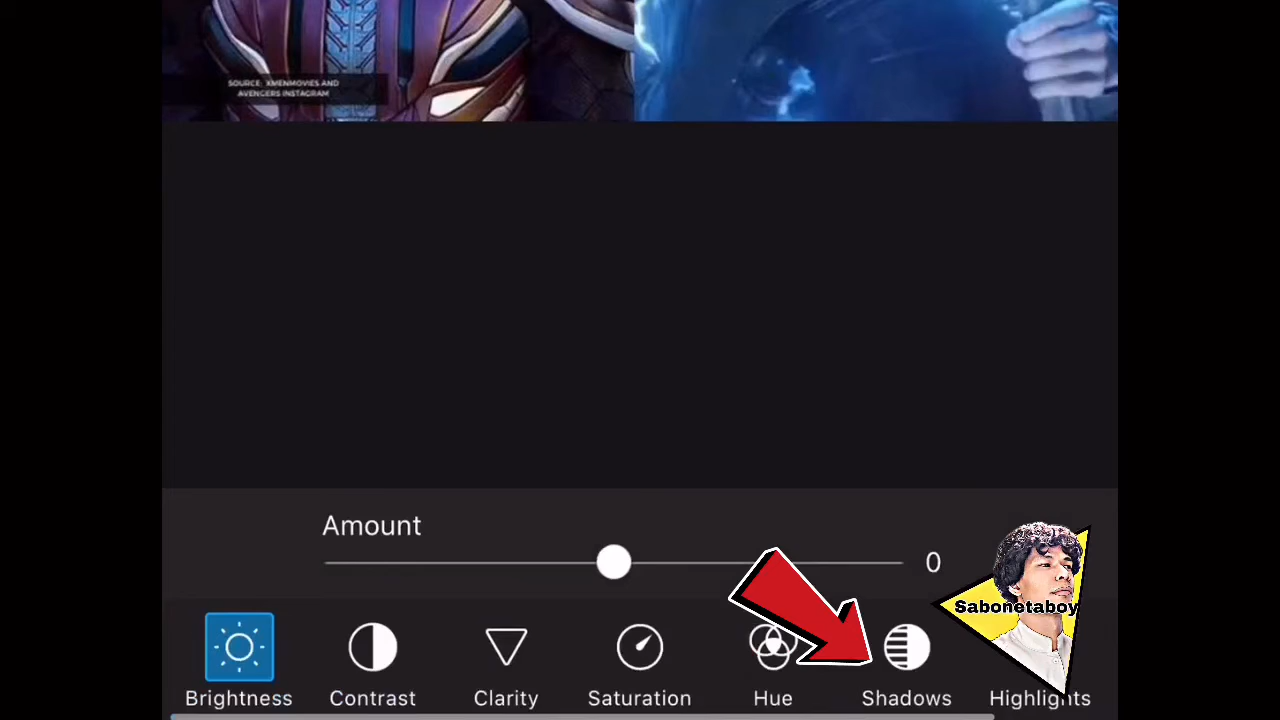 SOURCE: XMENMOVIES AND
AVENGERS INSTAGRAM
Amount
0
Sabonetaboy
Brightness
Contrast
Clarity
Saturation
Hue
Shadows
Highlights